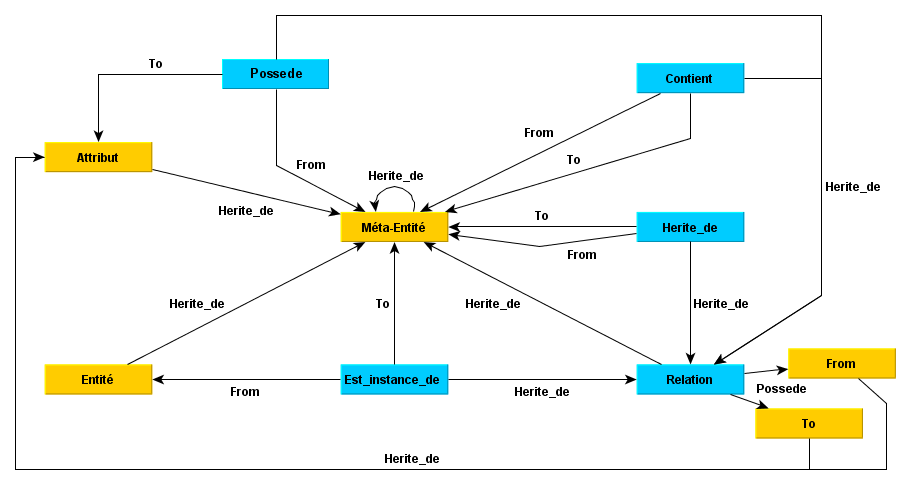 To
Possede
Contient
From
To
Attribut
From
Herite_de
Herite_de
Herite_de
Méta-Entité
To
Herite_de
From
Herite_de
To
Herite_de
Herite_de
Entité
From
Est_instance_de
Herite_de
Relation
From
Possede
To
Herite_de